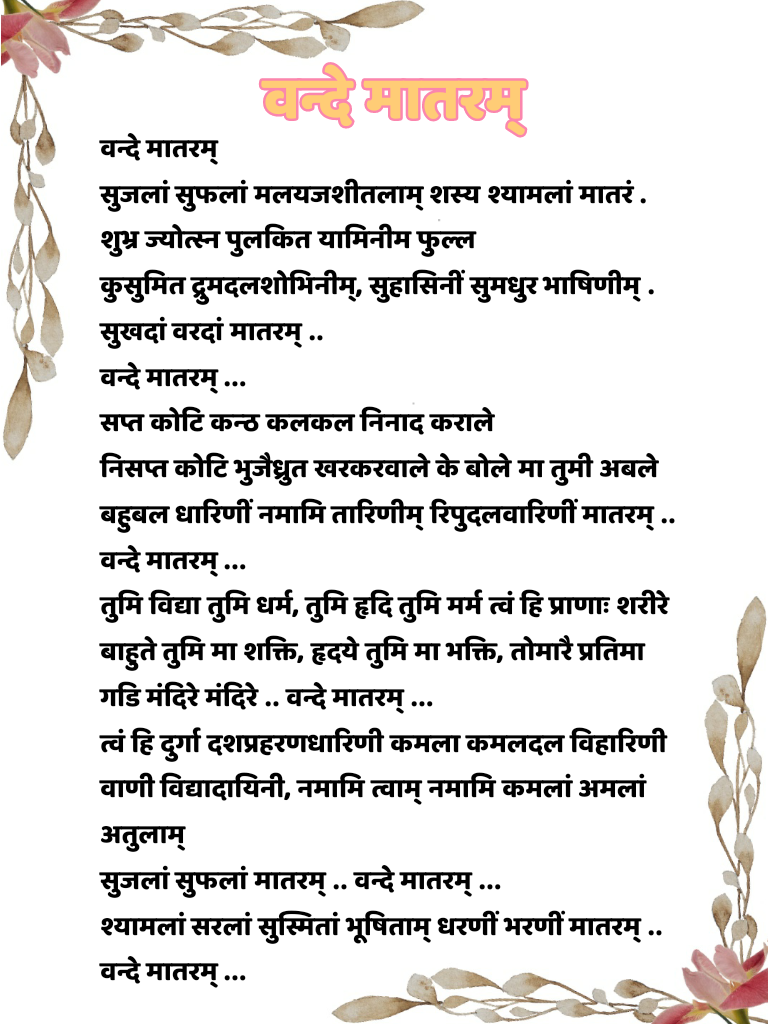 वन्दे मातरम्
वन्दे मातरम्
सुजलां सुफलां मलयजशीतलाम् शस्य श्यामलां मातरं .
शुभ्र ज्योत्स्न पुलकित यामिनीम फुल्ल
कुसुमित द्रुमदलशोभिनीम्, सुहासिनीं सुमधुर भाषिणीम् .
सुखदां वरदां मातरम् ..
वन्दे मातरम् ...
सप्त कोटि कन्ठ कलकल निनाद कराले
निसप्त कोटि भुजैध्रुत खरकरवाले के बोले मा तुमी अबले
बहुबल धारिणीं नमामि तारिणीम् रिपुदलवारिणीं मातरम् ..
वन्दे मातरम् ...
तुमि विद्या तुमि धर्म, तुमि हृदि तुमि मर्म त्वं हि प्राणाः शरीरे
बाहुते तुमि मा शक्ति, हृदये तुमि मा भक्ति, तोमारै प्रतिमा
गडि मंदिरे मंदिरे .. वन्दे मातरम् ...
त्वं हि दुर्गा दशप्रहरणधारिणी कमला कमलदल विहारिणी
वाणी विद्यादायिनी, नमामि त्वाम् नमामि कमलां अमलां
अतुलाम्
सुजलां सुफलां मातरम् .. वन्दे मातरम् ...
श्यामलां सरलां सुस्मितां भूषिताम् धरणीं भरणीं मातरम् ..
वन्दे मातरम् ...